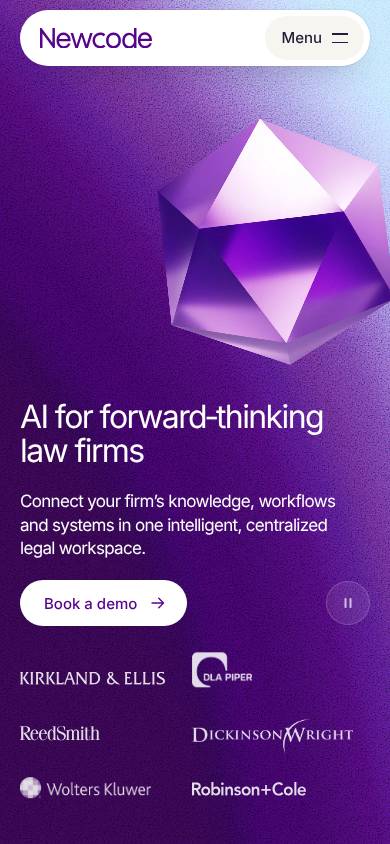 Newcode
Menu
AI for forward-thinking
law firms
Connect your firm’s knowledge, workflows
and systems in one intelligent, centralized
legal workspace.
Book a demo
KIRKLAND & ELLIS
DLA PIPER
ReedSmith
DICKINSON WRIGHT
Wolters Kluwer
Robinson+Cole